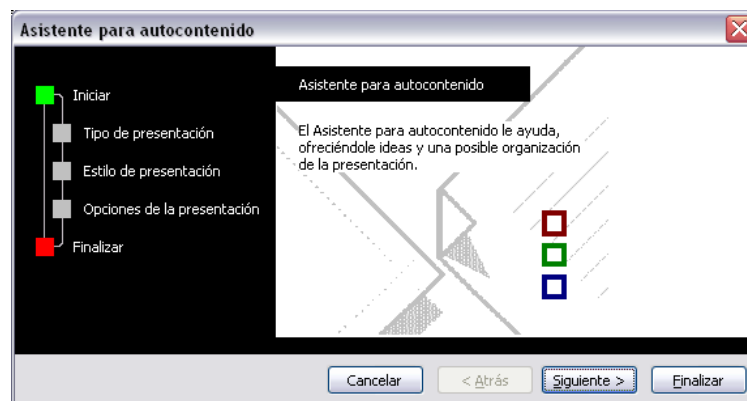 Asistente para autocontenido
Iniciar
Tipo de presentación
Estilo de presentación
Opciones de la presentación
Finalizar
Asistente para autocontenido
El Asistente para autocontenido le ayuda,
ofreciéndole ideas y una posible organización
de la presentación.
Cancelar
< Atrás
Siguiente >
Finalizar